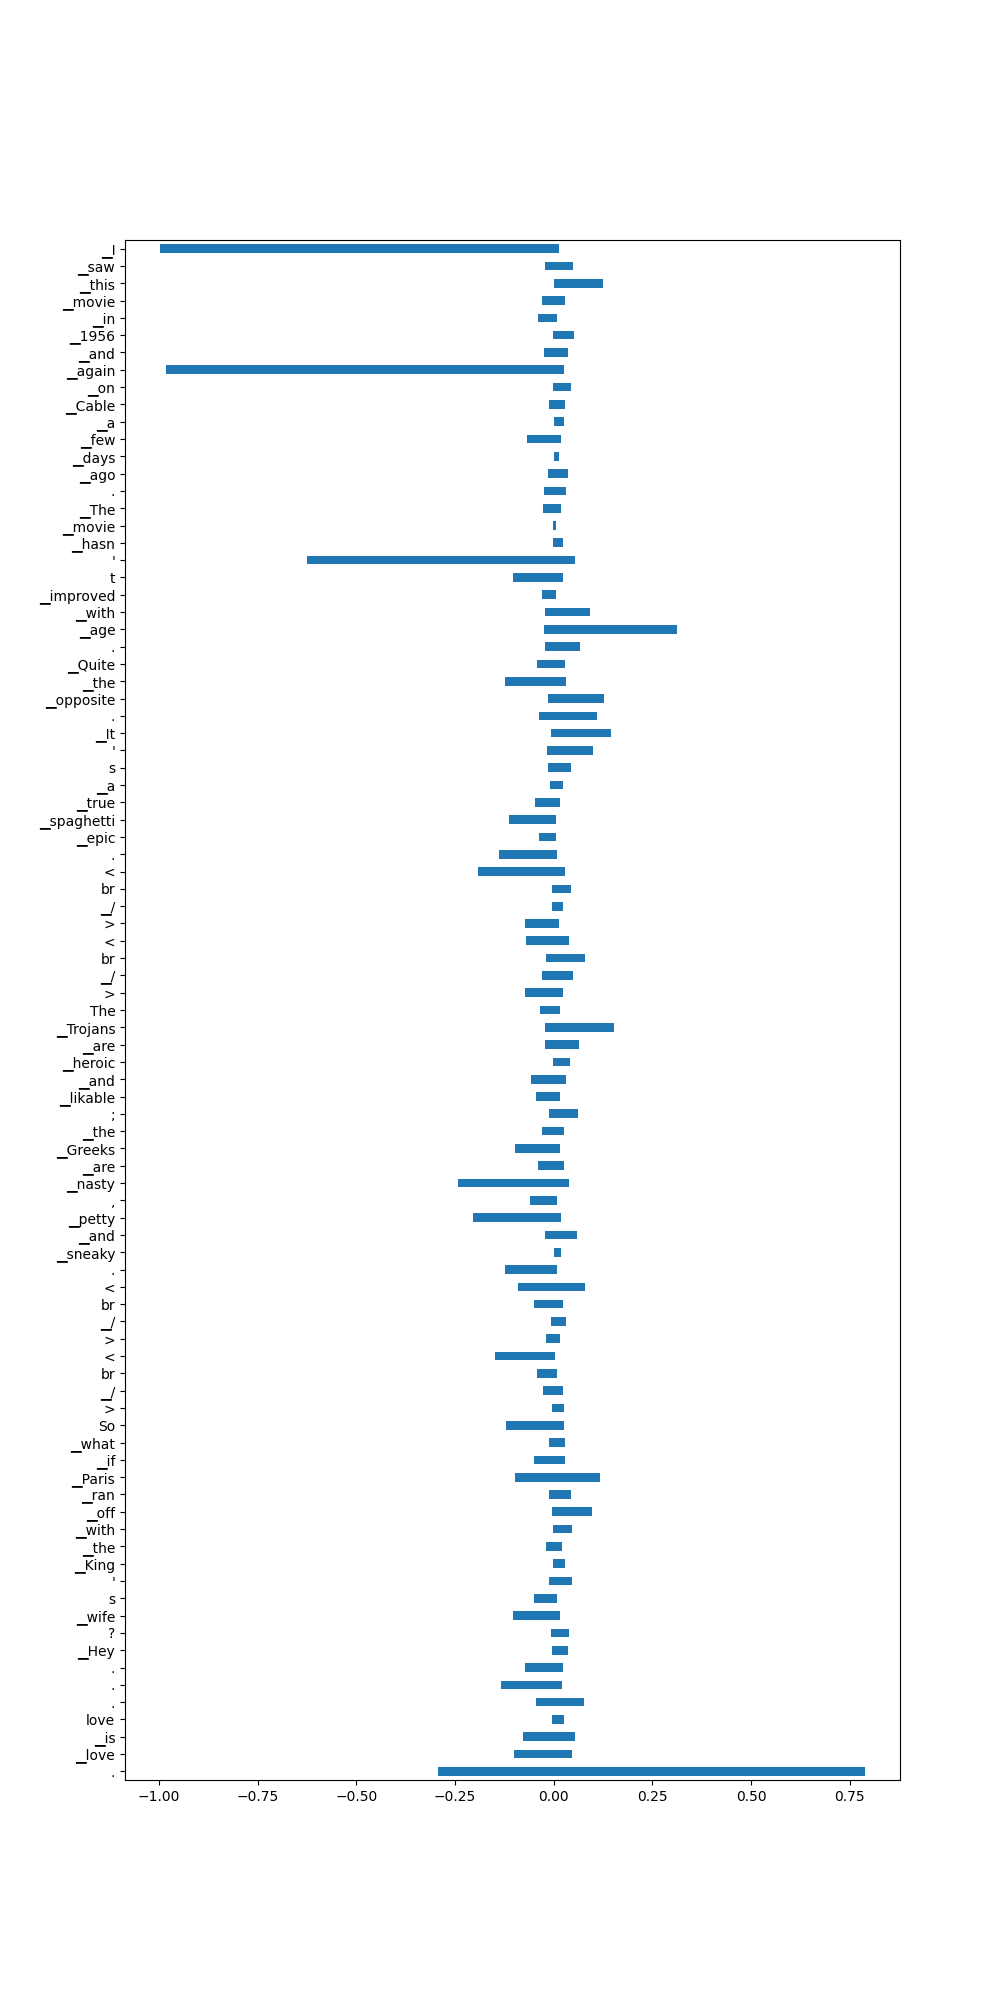 ▁I
▁saw
▁this
▁movie
▁in
▁1956
▁and
▁again
▁on
▁Cable
▁a
▁few
▁days
▁ago
.
▁The
▁movie
▁hasn
'
t
▁improved
▁with
▁age
.
▁Quite
▁the
▁opposite
.
▁It
'
s
▁a
▁true
▁spaghetti
▁epic
.
<
br
▁/
>
<
br
▁/
>
The
▁Trojans
▁are
▁heroic
▁and
▁likable
;
▁the
▁Greeks
▁are
▁nasty
,
▁petty
▁and
▁sneaky
.
<
br
▁/
>
<
br
▁/
>
So
▁what
▁if
▁Paris
▁ran
▁off
▁with
▁the
▁King
'
s
▁wife
?
▁Hey
.
.
.
love
▁is
▁love
.
−1.00 −0.75 −0.50 −0.25 0.00 0.25 0.50 0.75